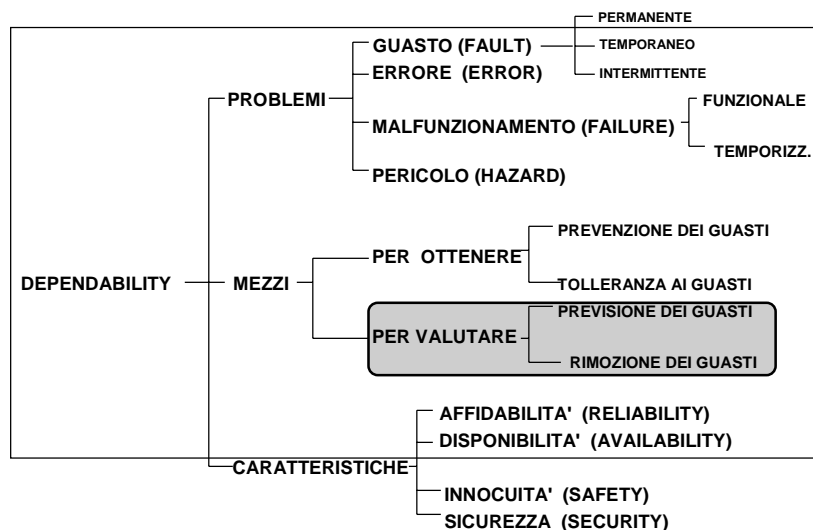 PERMANENTE
GUASTO (FAULT)
TEMPORANEO
ERRORE (ERROR)
INTERMITTENTE
PROBLEMI
FUNZIONALE
MALFUNZIONAMENTO (FAILURE)
TEMPORIZZ.
PERICOLO (HAZARD)
PREVENZIONE DEI GUASTI
PER OTTENERE
DEPENDABILITY
MEZZI
TOLLERANZA AI GUASTI
PREVISIONE DEI GUASTI
PER VALUTARE
RIMOZIONE DEI GUASTI
AFFIDABILITA' (RELIABILITY)
DISPONIBILITA' (AVAILABILITY)
CARATTERISTICHE
INNOCUITA' (SAFETY)
SICUREZZA (SECURITY)